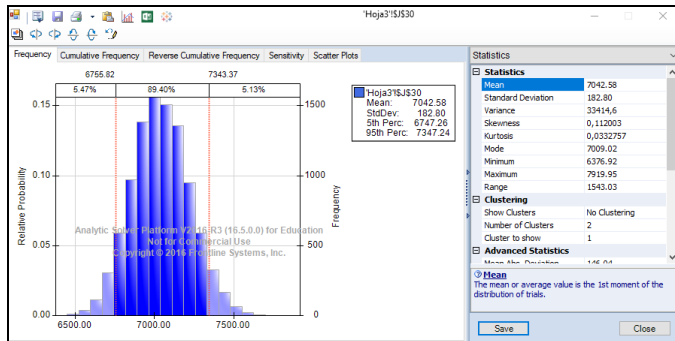 'Hoja3'!$J$30
Frequency Cumulative Frequency Reverse Cumulative Frequency Sensitivity Scatter Plots
6755.82 7343.37
5.47% 89.40% 5.13%
0.15
0.10
0.05
0.00
Relative Probability
1500
1000
500
0
Frequency
6500.00 7000.00 7500.00
'Hoja3'!$J$30
Mean: 7042.58
StdDev: 182.80
5th Perc: 6747.26
95th Perc: 7347.24
Analytic Solver Platform V2016-R3 (16.5.0.0) for Education
Not for Commercial Use
Copyright © 2016 Frontline Systems, Inc.
Statistics
Statistics
Mean 7042.58
Standard Deviation 182.80
Variance 33414,6
Skewness 0,112003
Kurtosis 0,0332757
Mode 7009.02
Minimum 6376.92
Maximum 7919.95
Range 1543.03
Clustering
Show Clusters No Clustering
Number of Clusters 2
Cluster to show 1
Advanced Statistics
Mean Abs. Deviation 146.04
Mean
The mean or average value is the 1st moment of the
distribution of trials.
Save Close